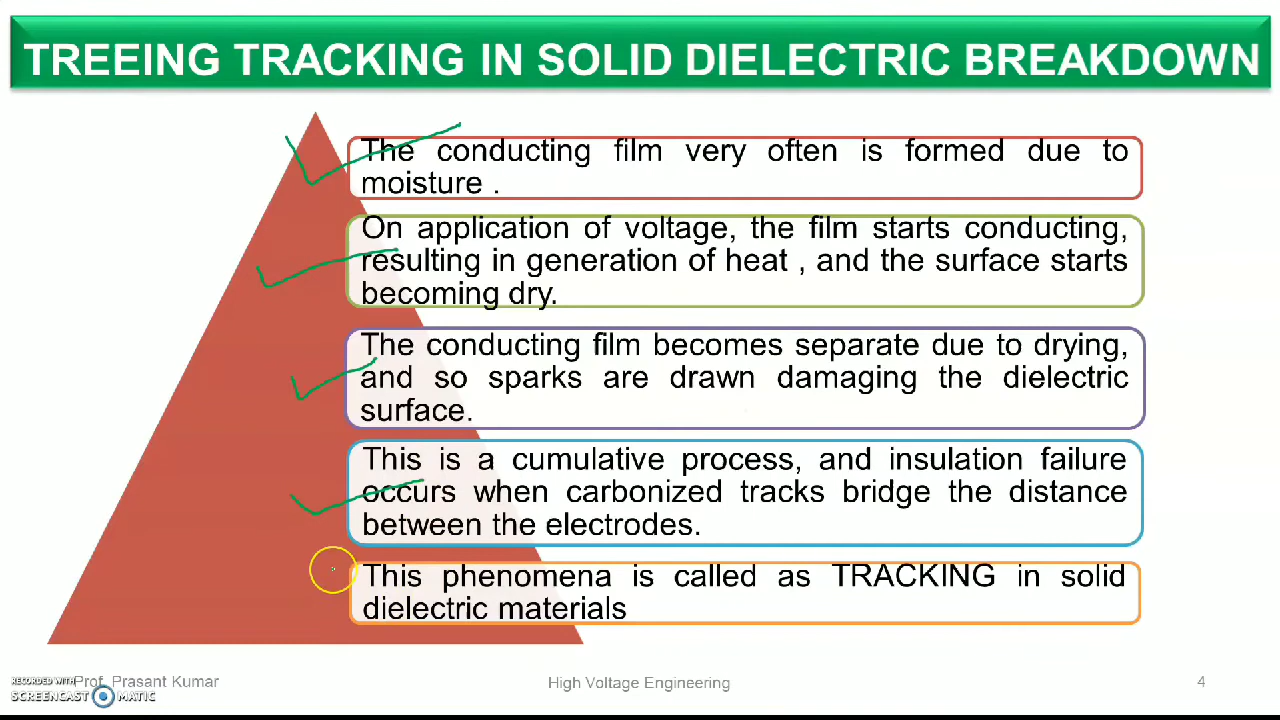 TREEING TRACKING IN SOLID DIELECTRIC BREAKDOWN
The conducting film very often is formed due to
moisture .
On application of voltage, the film starts conducting,
resulting in generation of heat , and the surface starts
becoming dry.
The conducting film becomes separate due to drying,
and so sparks are drawn damaging the dielectric
surface.
This is a cumulative process, and insulation failure
occurs when carbonized tracks bridge the distance
between the electrodes.
This phenomena is called as TRACKING in solid
dielectric materials
RECORDED WITH
SCREENCAST MATIC
Prof. Prasant Kumar
High Voltage Engineering
4